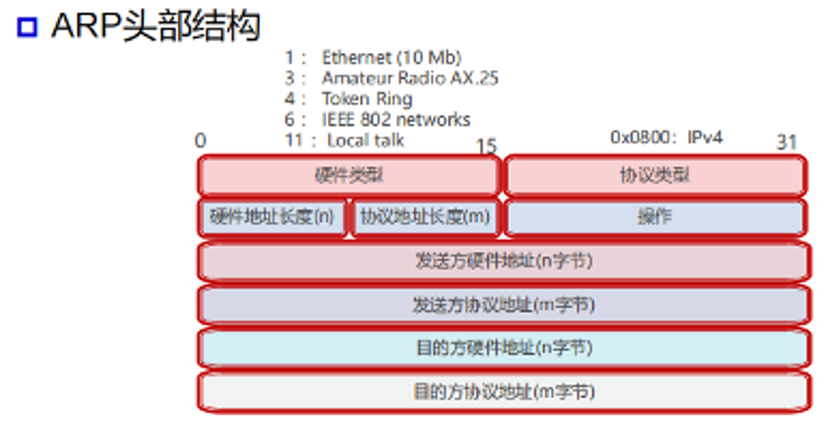 ARP头部结构
1： Ethernet (10 Mb)
3： Amateur Radio AX.25
4： Token Ring
6： IEEE 802 networks
11： Local talk
0x0800：IPv4
0
15
31
硬件类型
协议类型
硬件地址长度(n)
协议地址长度(m)
操作
发送方硬件地址(n字节)
发送方协议地址(m字节)
目的方硬件地址(n字节)
目的方协议地址(m字节)